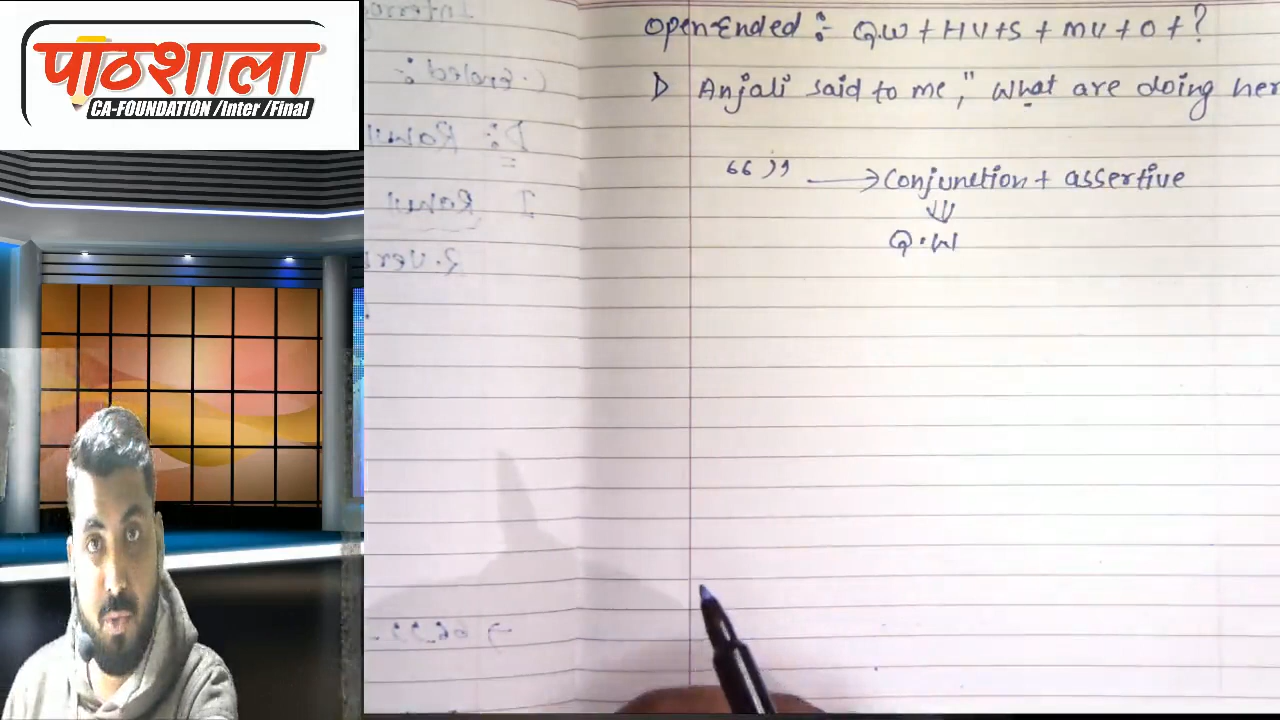 पाठशाला
CA-FOUNDATION /Inter /Final
Open-Ended :- Q.W + HV + S + MV + O + ?
D Anjali said to me, " What are doing her
“ ” → Conjunction + assertive
Q.W